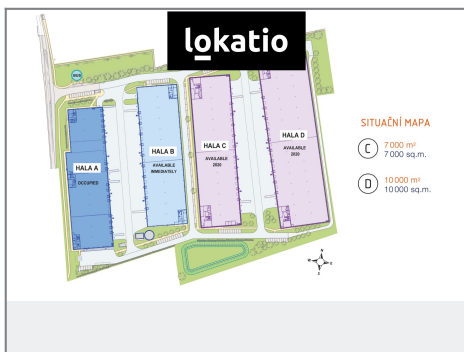 lokatio
BUS
HALA A
OCCUPIED
HALA B
AVAILABLE
IMMEDIATELY
HALA C
AVAILABLE
2020
HALA D
AVAILABLE
2020
SITUAČNÍ MAPA
C
7 000 m²
7 000 sq.m.
D
10 000 m²
10 000 sq.m.
N
W
E
S